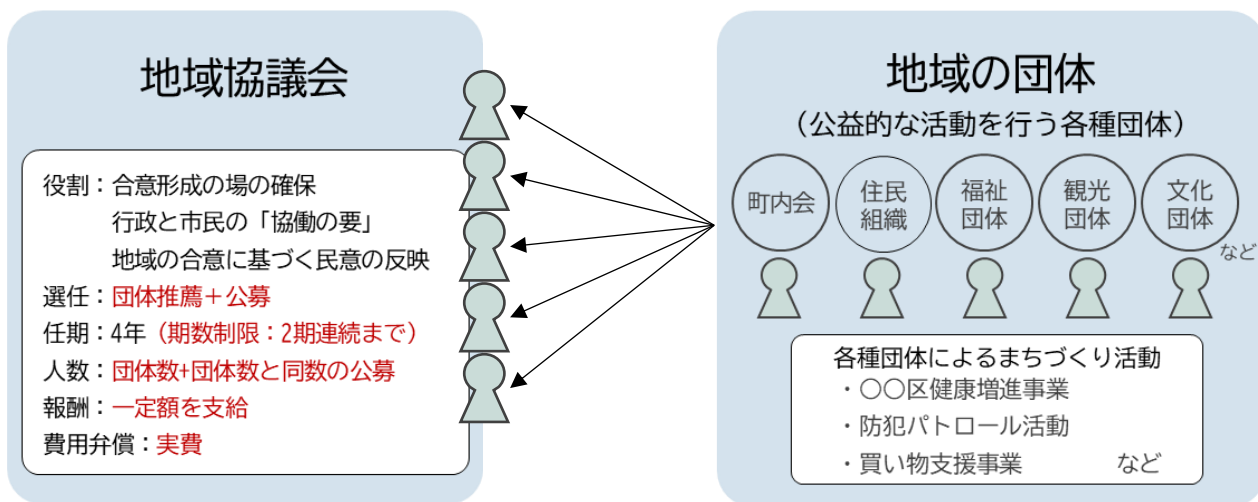 地域協議会
役割：合意形成の場の確保
行政と市民の「協働の要」
地域の合意に基づく民意の反映
選任：団体推薦＋公募
任期：4年（期数制限：2期連続まで）
人数：団体数+団体数と同数の公募
報酬：一定額を支給
費用弁償：実費
地域の団体
（公益的な活動を行う各種団体）
町内会
住民
組織
福祉
団体
観光
団体
文化
団体
など
各種団体によるまちづくり活動
・〇〇区健康増進事業
・防犯パトロール活動
・買い物支援事業　　　　など